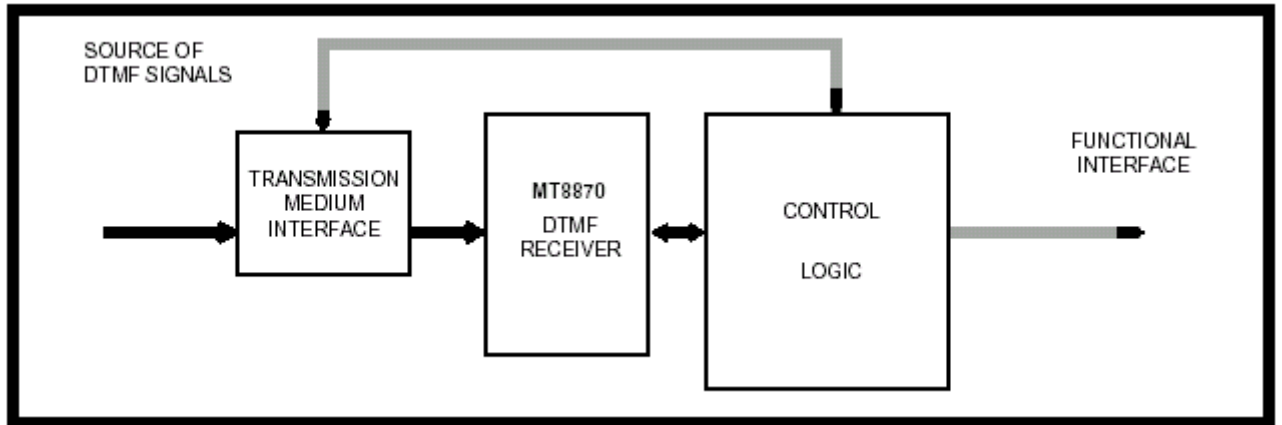 SOURCE OF
DTMF SIGNALS
TRANSMISSION
MEDIUM
INTERFACE
MT8870
DTMF
RECEIVER
CONTROL
LOGIC
FUNCTIONAL
INTERFACE